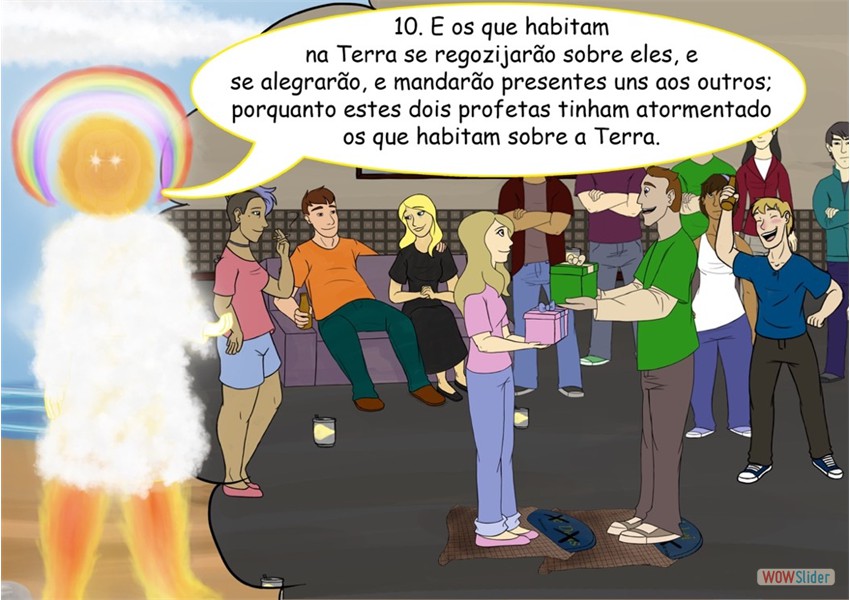 10. E os que habitam
na Terra se regozijarão sobre eles, e
se alegrarão, e mandarão presentes uns aos outros;
porquanto estes dois profetas tinham atormentado
os que habitam sobre a Terra.
WOWSlider